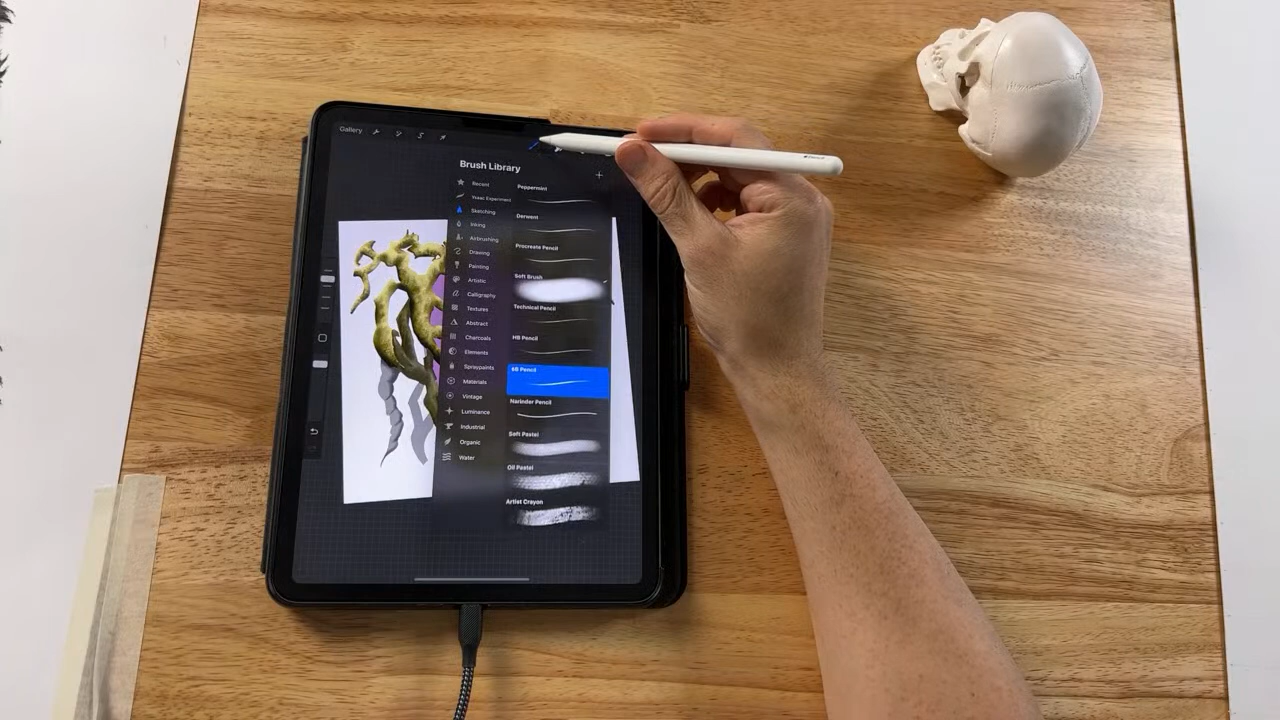 Gallery
Brush Library
Recent
Sketching
Inking
Airbrushing
Drawing
Painting
Artistic
Calligraphy
Textures
Abstract
Charcoals
Elements
Spraypaints
Materials
Vintage
Luminance
Industrial
Organic
Water
Peppermint
Derwent
Procreate Pencil
Soft Brush
Technical Pencil
HB Pencil
6B Pencil
Narinder Pencil
Soft Pastel
Oil Pastel
Artist Crayon